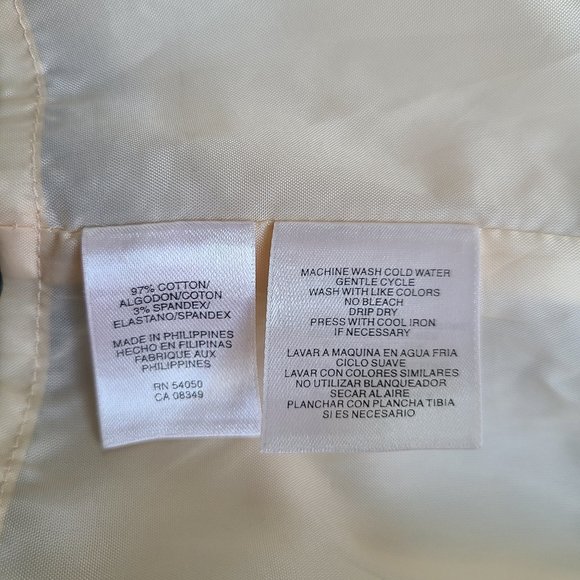 97% COTTON/
ALGODON/COTON
3% SPANDEX/
ELASTANO/SPANDEX
MADE IN PHILIPPINES
HECHO EN FILIPINAS
FABRIQUE AUX
PHILIPPINES
RN 54050
CA 08349
MACHINE WASH COLD WATER
GENTLE CYCLE
WASH WITH LIKE COLORS
NO BLEACH
DRIP DRY
PRESS WITH COOL IRON
IF NECESSARY
LAVAR A MAQUINA EN AGUA FRIA
CICLO SUAVE
LAVAR CON COLORES SIMILARES
NO UTILIZAR BLANQUEADOR
SECAR AL AIRE
PLANCHAR CON PLANCHA TIBIA
SI ES NECESARIO